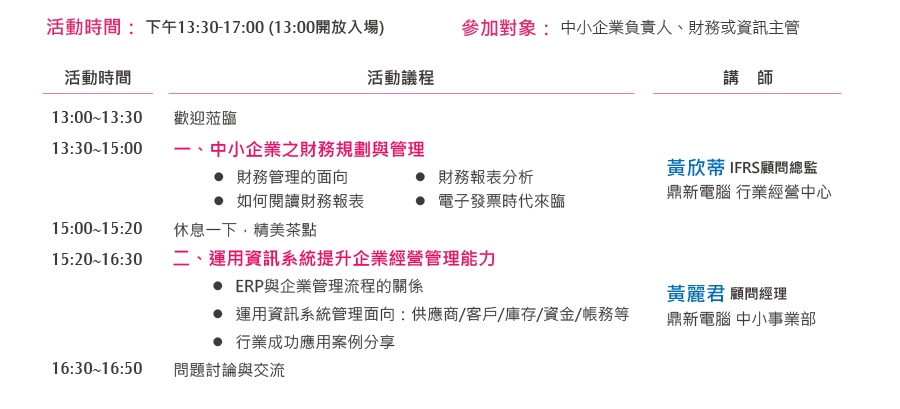 活動時間： 下午13:30-17:00 (13:00開放入場) 參加對象： 中小企業負責人、財務或資訊主管
活動時間 活動議程 講 師
13:00~13:30 歡迎蒞臨
13:30~15:00 一、中小企業之財務規劃與管理
● 財務管理的面向 ● 財務報表分析
● 如何閱讀財務報表 ● 電子發票時代來臨
黃欣蒂 IFRS顧問總監
鼎新電腦 行業經營中心
15:00~15:20 休息一下，精美茶點
15:20~16:30 二、運用資訊系統提升企業經營管理能力
● ERP與企業管理流程的關係
● 運用資訊系統管理面向：供應商/客戶/庫存/資金/帳務等
● 行業成功應用案例分享
黃麗君 顧問經理
鼎新電腦 中小事業部
16:30~16:50 問題討論與交流